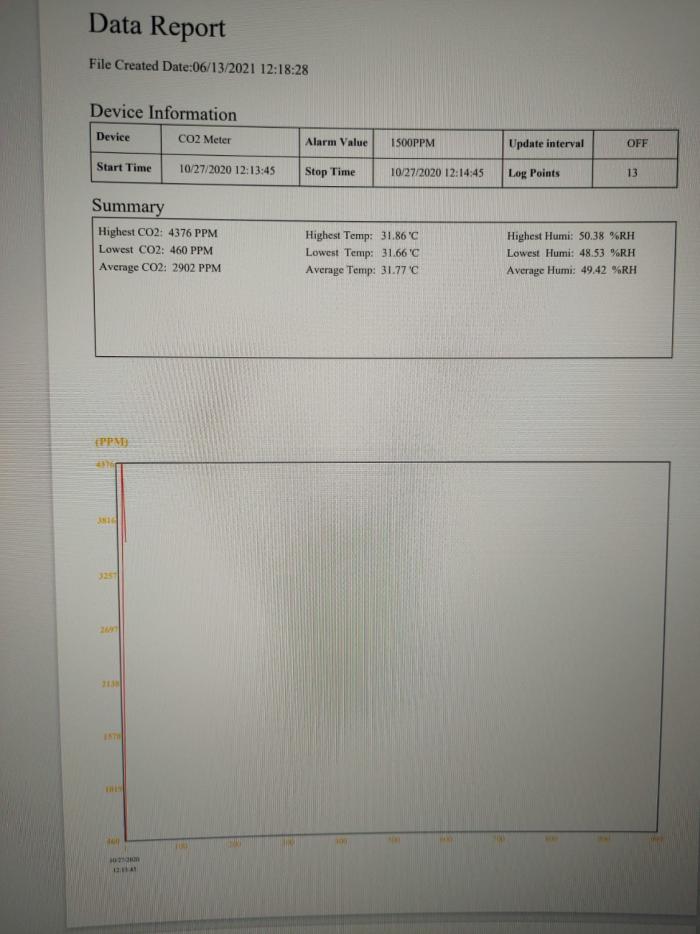 Data Report
File Created Date:06/13/2021 12:18:28
Device Information
Device CO2 Meter Alarm Value 1500PPM Update interval OFF
Start Time 10/27/2020 12:13:45 Stop Time 10/27/2020 12:14:45 Log Points 13
Summary
Highest CO2: 4376 PPM Highest Temp: 31.86 'C Highest Humi: 50.38 %RH
Lowest CO2: 460 PPM Lowest Temp: 31.66 'C Lowest Humi: 48.53 %RH
Average CO2: 2902 PPM Average Temp: 31.77 'C Average Humi: 49.42 %RH
(PPM)
4376
3816
3257
2697
2138
1578
1019
460
100 200 300 400 500 600 700 800
10/27/2020
12:13:45